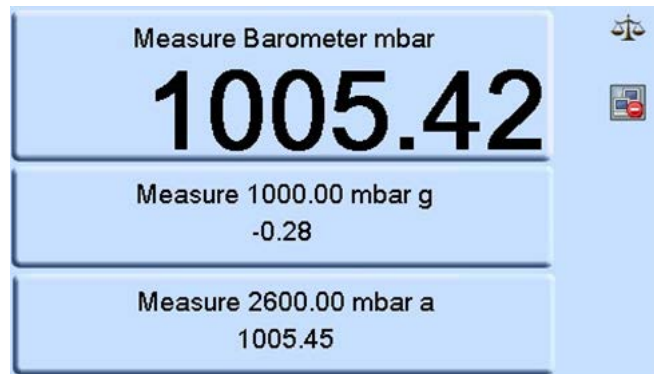 Measure Barometer mbar
1005.42
Measure 1000.00 mbar g
-0.28
Measure 2600.00 mbar a
1005.45